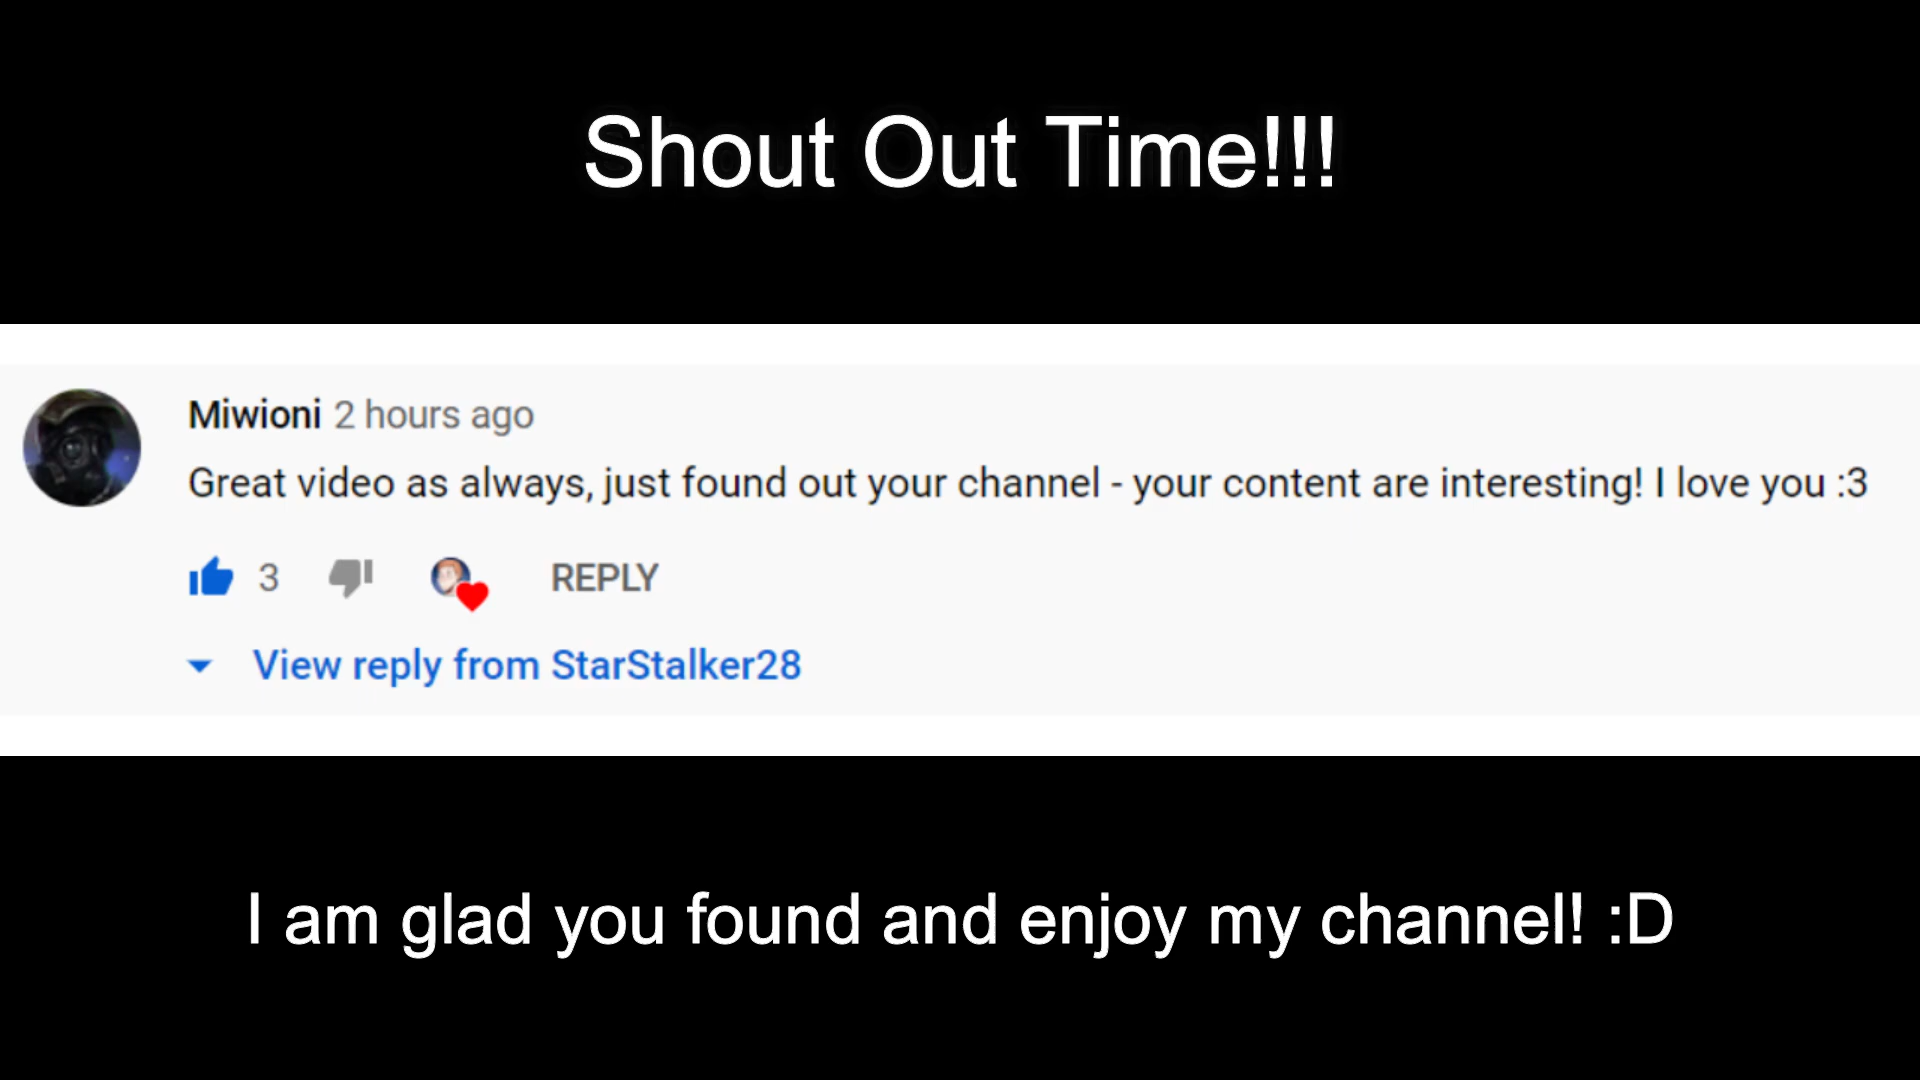 Shout Out Time!!!
Miwioni 2 hours ago
Great video as always, just found out your channel - your content are interesting! I love you :3
3 REPLY
View reply from StarStalker28
I am glad you found and enjoy my channel! :D